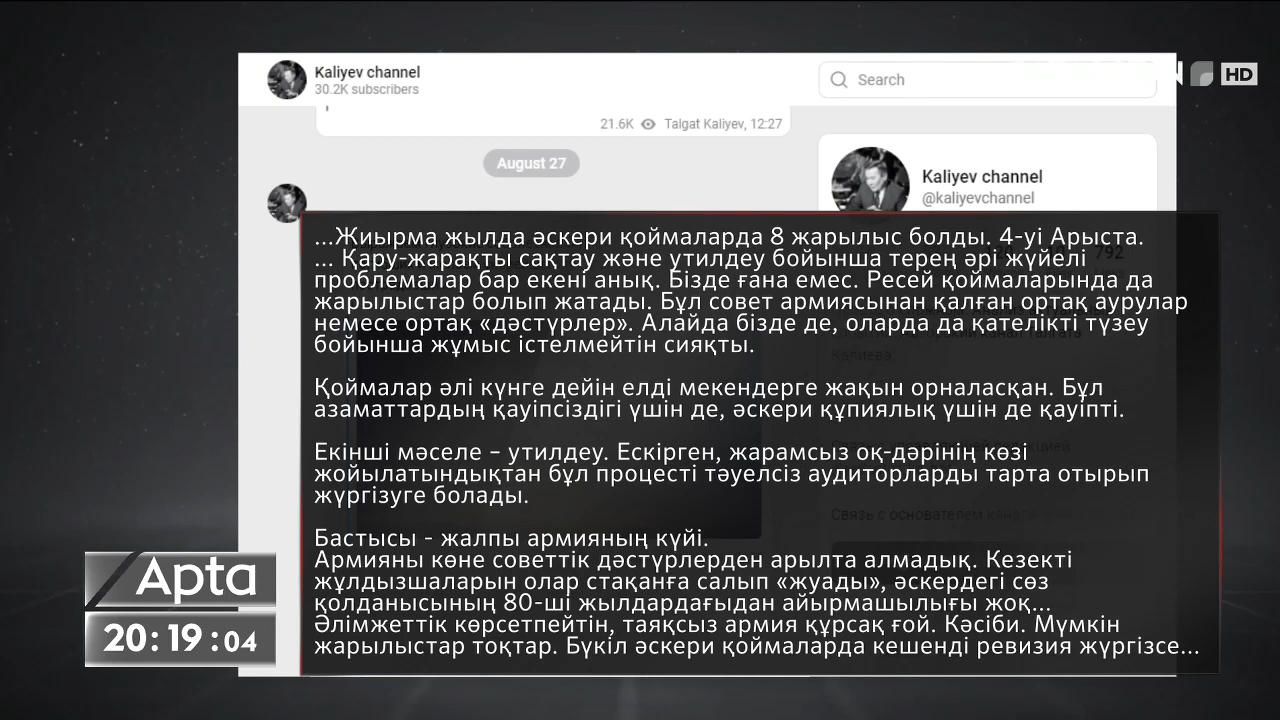 Kaliyev channel
30.2K subscribers
Search
N HD
21.6K Talgat Kaliyev, 12:27
August 27
Kaliyev channel
@kaliyevchannel
792
...Жиырма жылда әскери қоймаларда 8 жарылыс болды. 4-уі Арыста.
... Қару-жарақты сақтау және утилдеу бойынша терең әрі жүйелі
проблемалар бар екені анық. Бізде ғана емес. Ресей қоймаларында да
жарылыстар болып жатады. Бұл совет армиясынан қалған ортақ аурулар
немесе ортақ «дәстүрлер». Алайда бізде де, оларда да қателікті түзеу
бойынша жұмыс істелмейтін сияқты.
Қоймалар әлі күнге дейін елді мекендерге жақын орналасқан. Бұл
азаматтардың қауіпсіздігі үшін де, әскери құпиялық үшін де қауіпті.
Екінші мәселе – утилдеу. Ескірген, жарамсыз оқ-дәрінің көзі
жойылатындықтан бұл процесті тәуелсіз аудиторларды тарта отырып
жүргізуге болады.
Связь с основателем
Бастысы - жалпы армияның күйі.
Армияны көне советтік дәстүрлерден арылта алмадық. Кезекті
жұлдызшаларын олар стақанға салып «жуады», әскердегі сөз
қолданысының 80-ші жылдардағыдан айырмашылығы жоқ...
Әлімжеттік көрсетпейтін, таяқсыз армия құрсақ ғой. Кәсіби. Мүмкін
жарылыстар тоқтар. Бүкіл әскери қоймаларда кешенді ревизия жүргізсе...
Apta
20:19:04